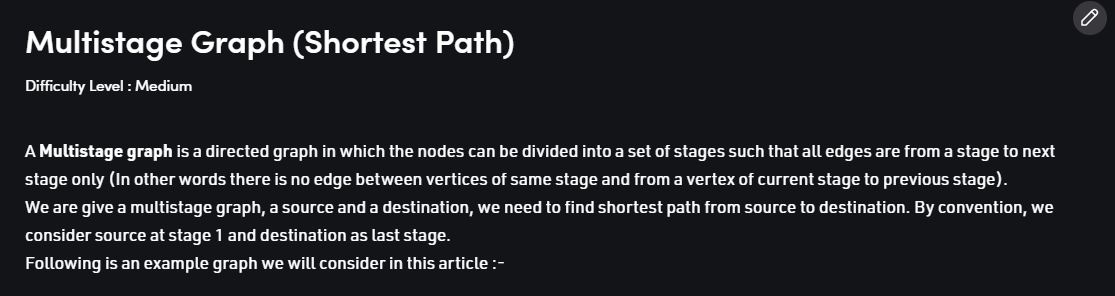 Multistage Graph (Shortest Path)
Difficulty Level : Medium
A Multistage graph is a directed graph in which the nodes can be divided into a set of stages such that all edges are from a stage to next
stage only (In other words there is no edge between vertices of same stage and from a vertex of current stage to previous stage).
We are give a multistage graph, a source and a destination, we need to find shortest path from source to destination. By convention, we
consider source at stage 1 and destination as last stage.
Following is an example graph we will consider in this article :-